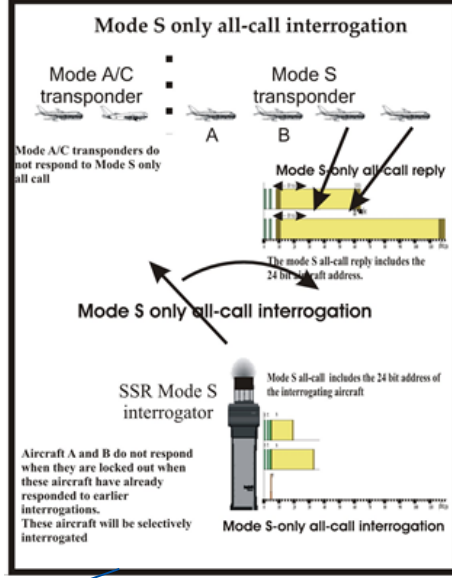 Mode S only all-call interrogation
Mode A/C
transponder
Mode S
transponder
A
B
Mode A/C transponders do
not respond to Mode S only
all call
Mode S-only all-call reply
The mode S all-call reply includes the
24 bit aircraft address.
Mode S only all-call interrogation
SSR Mode S
interrogator
Mode S all-call includes the 24 bit address of
the interrogating aircraft
Aircraft A and B do not respond
when they are locked out when
these aircraft have already
responded to earlier
interrogations.
These aircraft will be selectively
interrogated
Mode S-only all-call interrogation